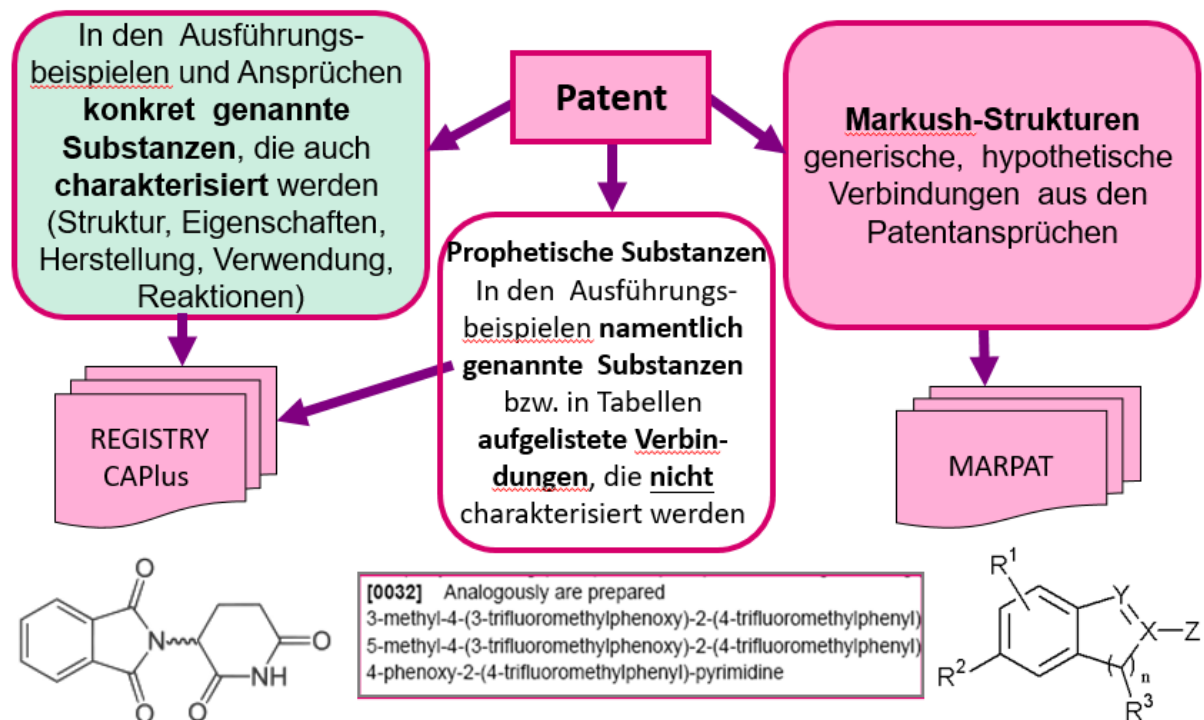 In den Ausführungs-
beispielen und Ansprüchen
konkret genannte
Substanzen, die auch
charakterisiert werden
(Struktur, Eigenschaften,
Herstellung, Verwendung,
Reaktionen)
Patent
Markush-Strukturen
generische, hypothetische
Verbindungen aus den
Patentansprüchen
Prophetische Substanzen
In den Ausführungs-
beispielen namentlich
genannte Substanzen
bzw. in Tabellen
aufgelistete Verbin-
dungen, die nicht
charakterisiert werden
REGISTRY
CAPlus
MARPAT
O
N
O
O
NH
O
[0032] Analogously are prepared
3-methyl-4-(3-trifluoromethylphenoxy)-2-(4-trifluoromethylphenyl)
5-methyl-4-(3-trifluoromethylphenoxy)-2-(4-trifluoromethylphenyl)
4-phenoxy-2-(4-trifluoromethylphenyl)-pyrimidine
R¹
Y
X—Z
R²
( )n
R³